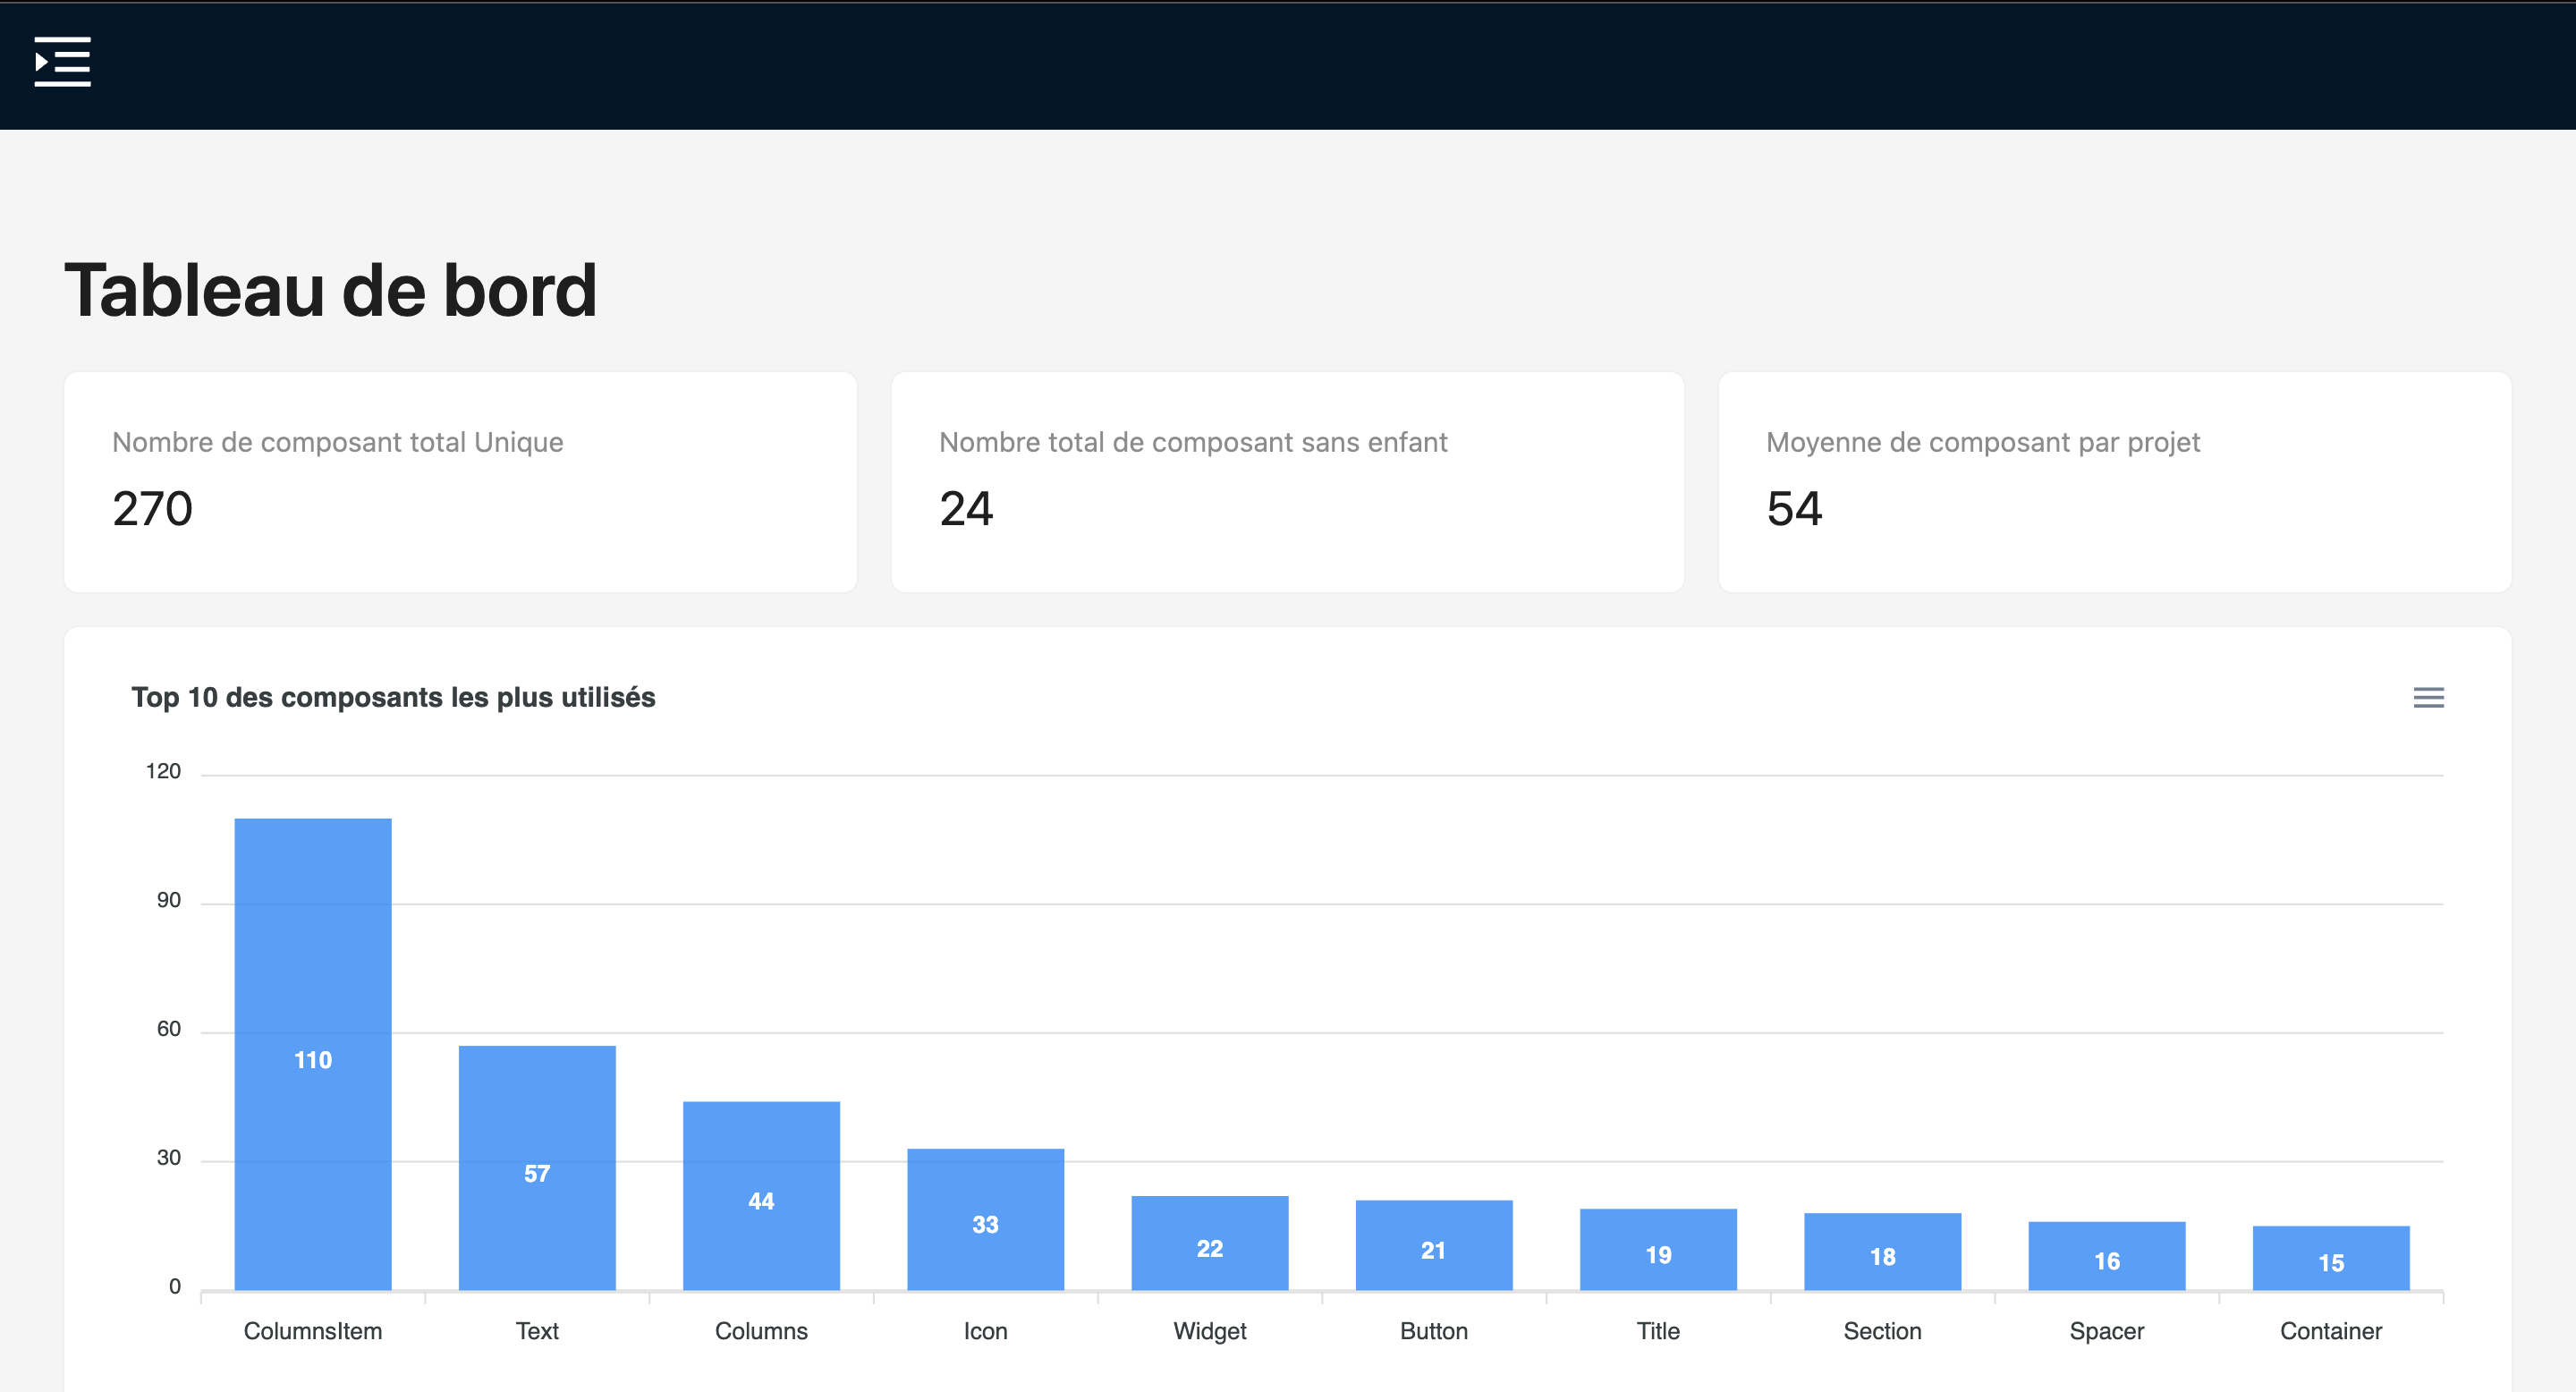 Tableau de bord
Nombre de composant total Unique
270
Nombre total de composant sans enfant
24
Moyenne de composant par projet
54
Top 10 des composants les plus utilisés
120
90
60
30
0
110
57
44
33
22
21
19
18
16
15
ColumnsItem
Text
Columns
Icon
Widget
Button
Title
Section
Spacer
Container